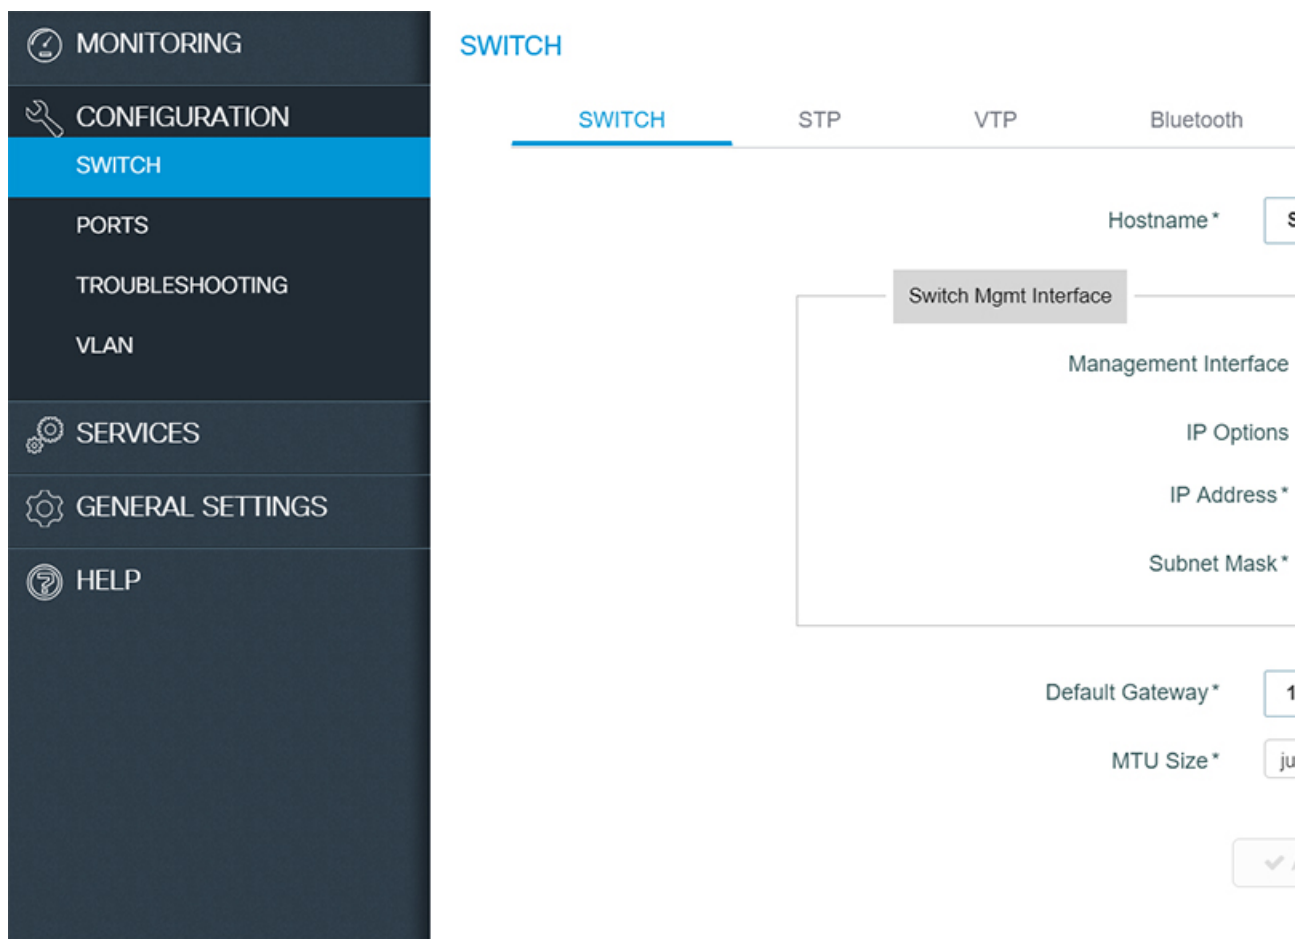 MONITORING
CONFIGURATION
SWITCH
PORTS
TROUBLESHOOTING
VLAN
SERVICES
GENERAL SETTINGS
HELP
SWITCH
SWITCH STP VTP Bluetooth
Hostname*
Switch Mgmt Interface
Management Interface
IP Options
IP Address*
Subnet Mask*
Default Gateway*
MTU Size*